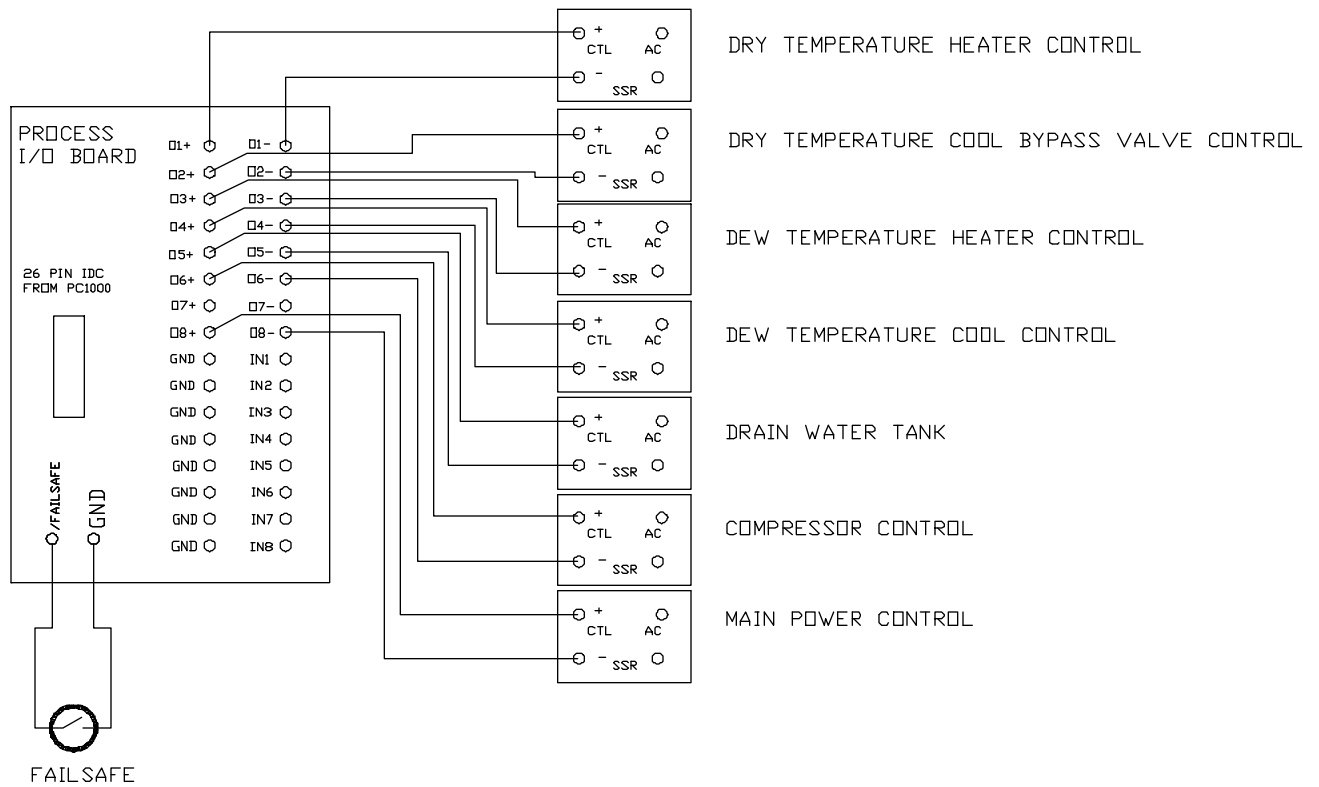 +
CTL AC
-
SSR
DRY TEMPERATURE HEATER CONTROL
PROCESS
I/O BOARD
O1+ O1-
O2+ O2-
O3+ O3-
O4+ O4-
O5+ O5-
O6+ O6-
O7+ O7-
O8+ O8-
GND IN1
GND IN2
GND IN3
GND IN4
GND IN5
GND IN6
GND IN7
GND IN8
26 PIN IDC
FROM PC1000
/FAILSAFE
GND
FAILSAFE
+
CTL AC
-
SSR
DRY TEMPERATURE COOL BYPASS VALVE CONTROL
+
CTL AC
-
SSR
DEW TEMPERATURE HEATER CONTROL
+
CTL AC
-
SSR
DEW TEMPERATURE COOL CONTROL
+
CTL AC
-
SSR
DRAIN WATER TANK
+
CTL AC
-
SSR
COMPRESSOR CONTROL
+
CTL AC
-
SSR
MAIN POWER CONTROL